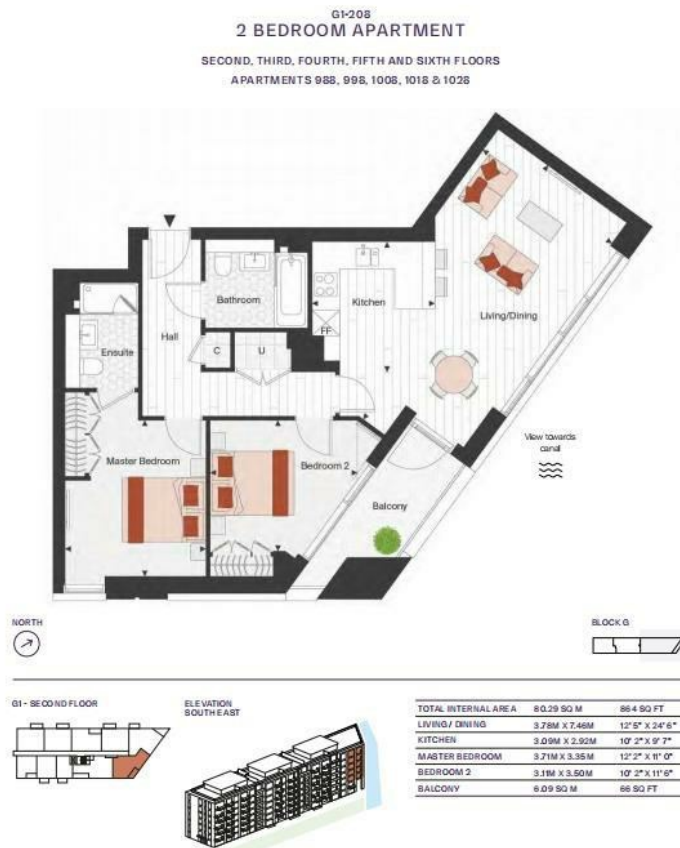 G1-208
2 BEDROOM APARTMENT
SECOND, THIRD, FOURTH, FIFTH AND SIXTH FLOORS
APARTMENTS 988, 998, 1008, 1018 & 1028
Bathroom
Kitchen
Living/Dining
Hall
FF
Ensuite
C
U
Master Bedroom
Bedroom 2
View towards
canal
Balcony
NORTH
BLOCK G
G1 - SECOND FLOOR
ELEVATION
SOUTH EAST
TOTAL INTERNAL AREA 80.29 SQ M 864 SQ FT
LIVING / DINING 3.78M X 7.46M 12'5" X 24'6"
KITCHEN 3.09M X 2.92M 10' 2" X 9' 7"
MASTER BEDROOM 3.71M X 3.35M 12'2" X 11' 0"
BEDROOM 2 3.11M X 3.50M 10' 2" X 11'6"
BALCONY 6.09 SQ M 66 SQ FT